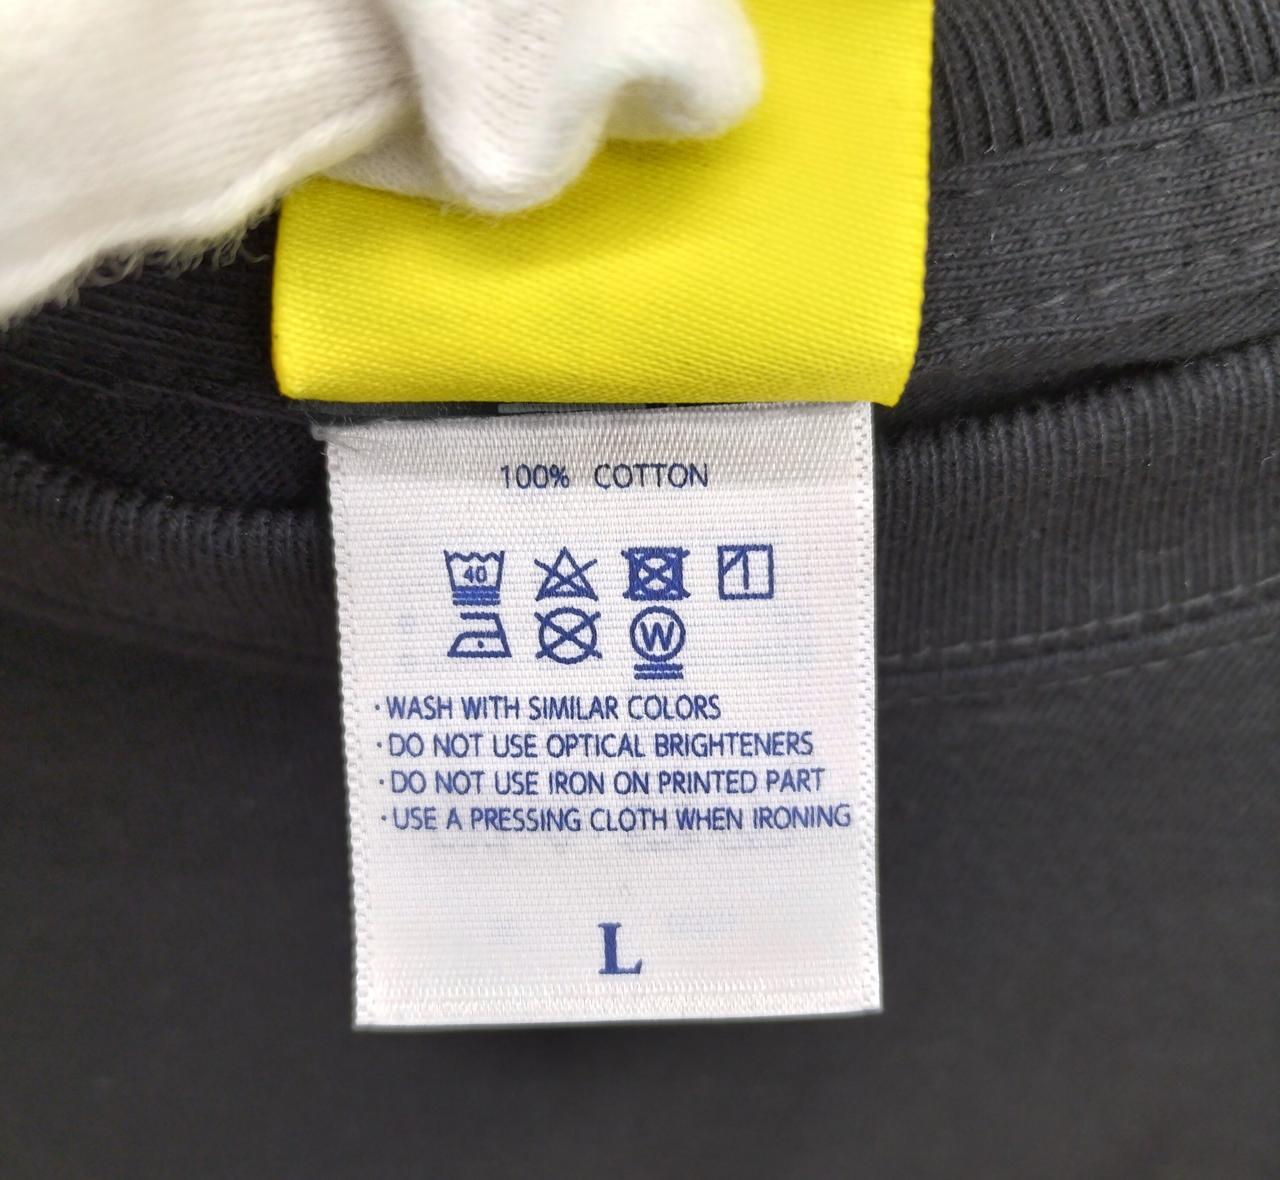 100% COTTON
40
W
· WASH WITH SIMILAR COLORS
· DO NOT USE OPTICAL BRIGHTENERS
· DO NOT USE IRON ON PRINTED PART
· USE A PRESSING CLOTH WHEN IRONING
L